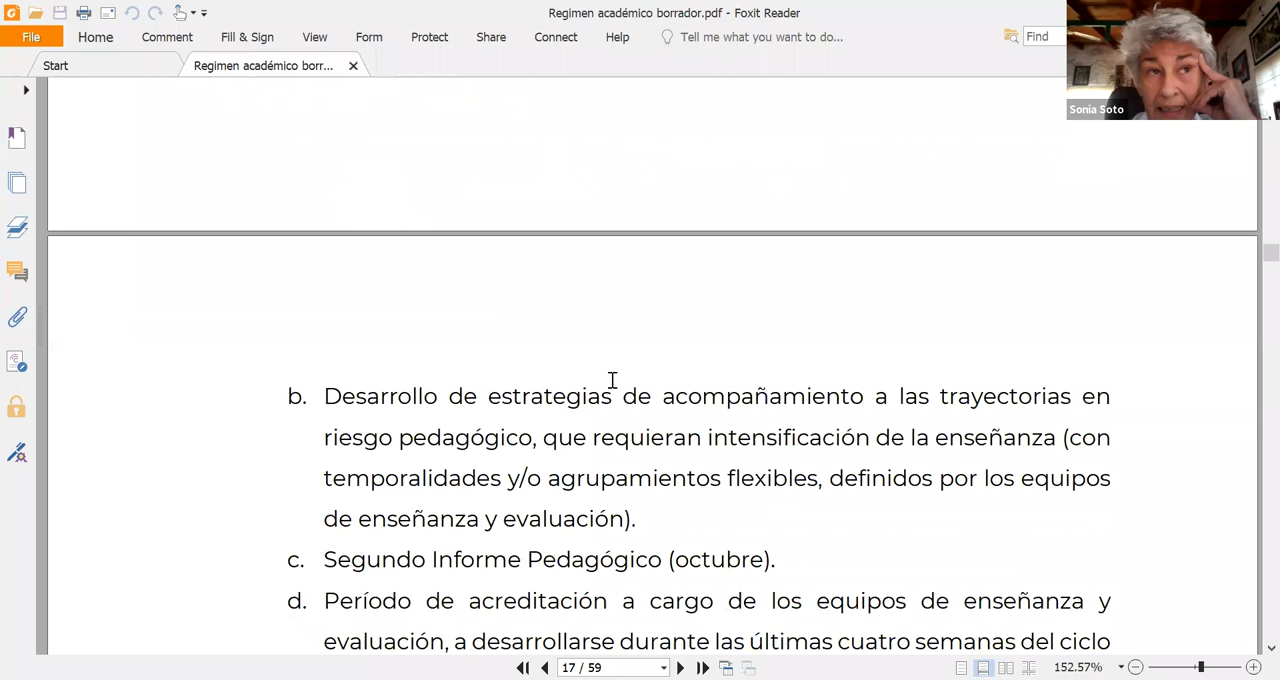 Regimen académico borrador.pdf - Foxit Reader
File Home Comment Fill & Sign View Form Protect Share Connect Help Tell me what you want to do... Find
Start Regimen académico borr...
Sonia Soto
b. Desarrollo de estrategias de acompañamiento a las trayectorias en
riesgo pedagógico, que requieran intensificación de la enseñanza (con
temporalidades y/o agrupamientos flexibles, definidos por los equipos
de enseñanza y evaluación).
c. Segundo Informe Pedagógico (octubre).
d. Período de acreditación a cargo de los equipos de enseñanza y
evaluación, a desarrollarse durante las últimas cuatro semanas del ciclo
17 / 59 152.57%